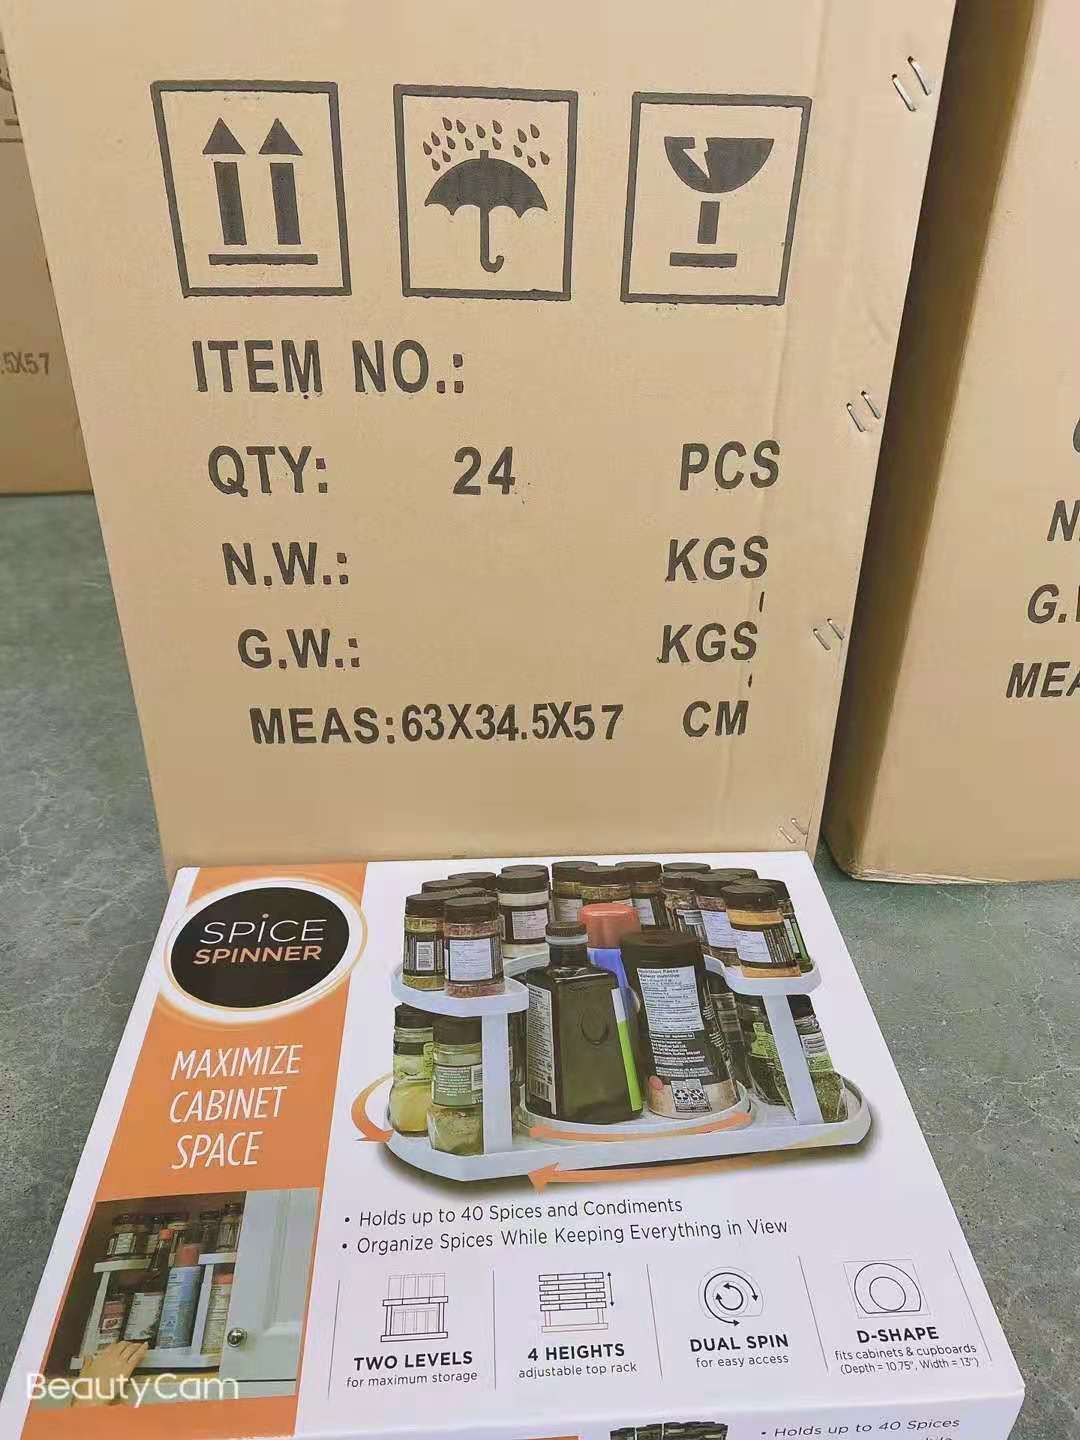 ITEM NO.:
QTY: 24 PCS
N.W.: KGS
G.W.: KGS
MEAS:63X34.5X57 CM
.5X57
N.
G.W
MEA
SPiCE
SPINNER
MAXIMIZE
CABINET
SPACE
• Holds up to 40 Spices and Condiments
• Organize Spices While Keeping Everything in View
TWO LEVELS
for maximum storage
4 HEIGHTS
adjustable top rack
DUAL SPIN
for easy access
D-SHAPE
fits cabinets & cupboards
(Depth = 10.75", Width = 13")
• Holds up to 40 Spices
BeautyCam